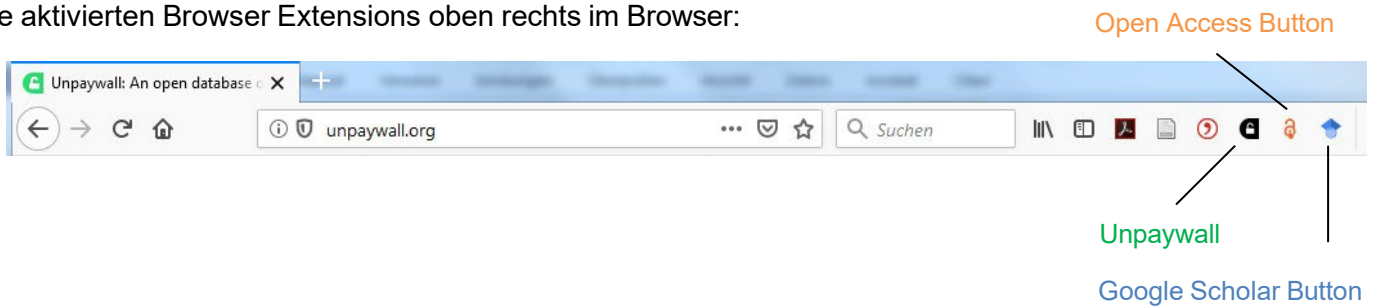 e aktivierten Browser Extensions oben rechts im Browser:
Open Access Button
Unpaywall: An open database
unpaywall.org
Suchen
Unpaywall
Google Scholar Button